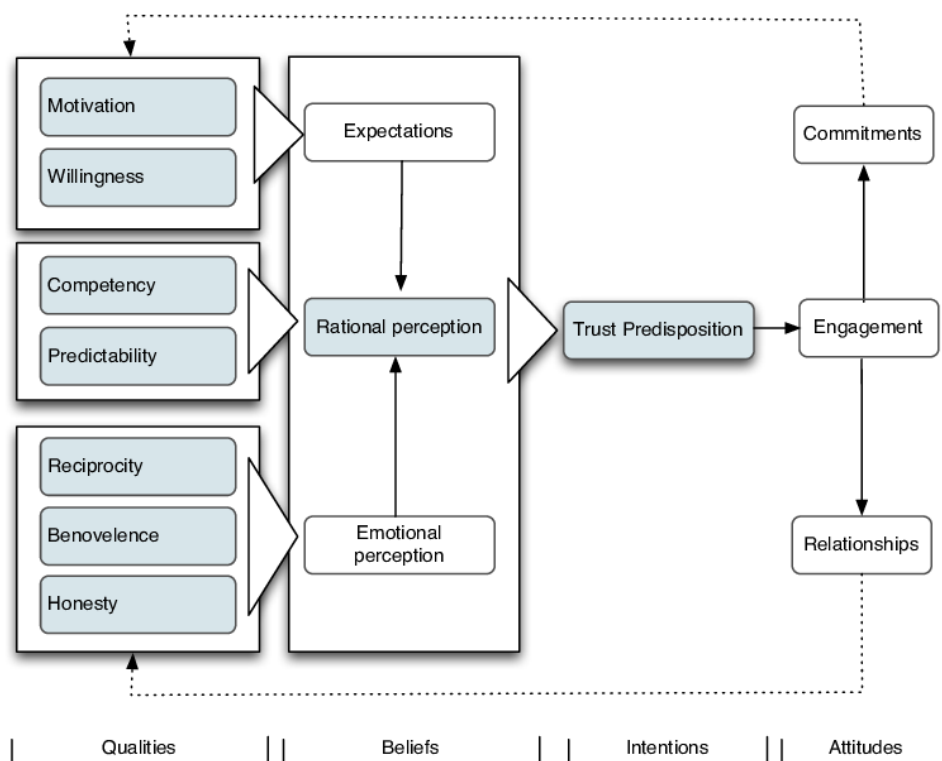 Motivation
Willingness
Competency
Predictability
Reciprocity
Benovelence
Honesty
Expectations
Rational perception
Emotional
perception
Trust Predisposition
Commitments
Engagement
Relationships
Qualities
Beliefs
Intentions
Attitudes